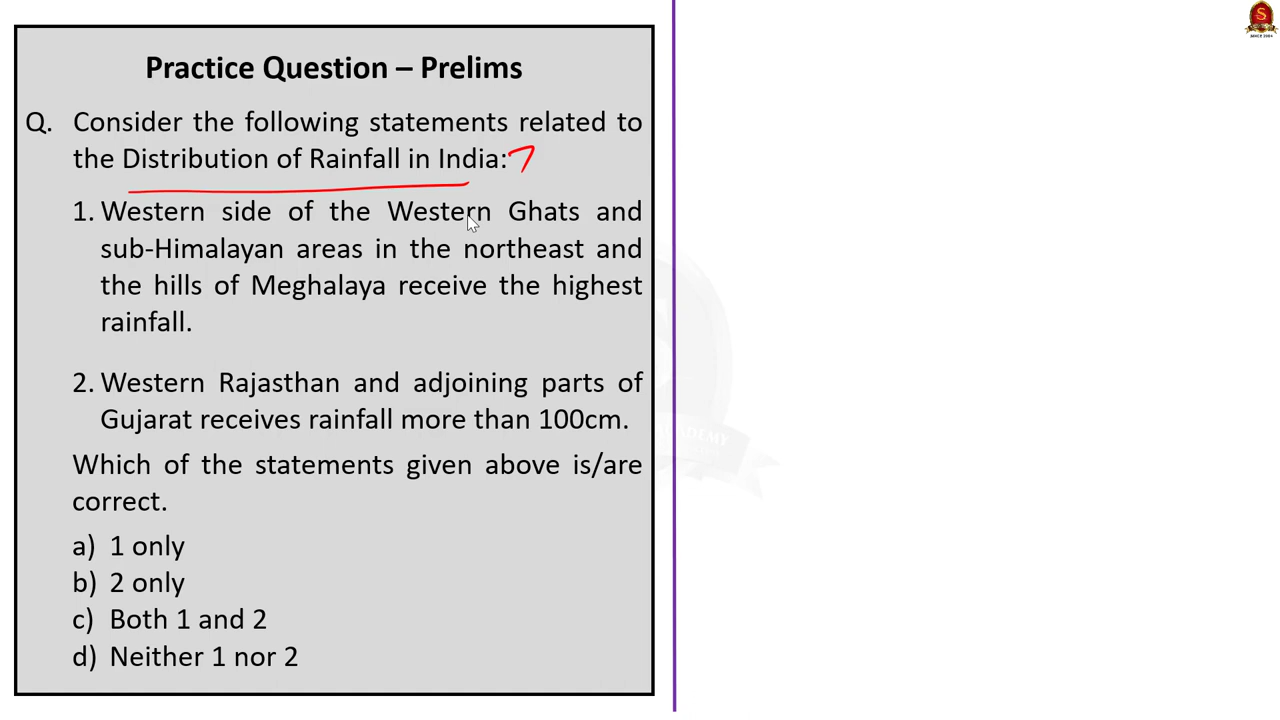 Practice Question – Prelims
Q. Consider the following statements related to
the Distribution of Rainfall in India:
1. Western side of the Western Ghats and
sub-Himalayan areas in the northeast and
the hills of Meghalaya receive the highest
rainfall.
2. Western Rajasthan and adjoining parts of
Gujarat receives rainfall more than 100cm.
Which of the statements given above is/are
correct.
a) 1 only
b) 2 only
c) Both 1 and 2
d) Neither 1 nor 2
S
SINCE 2004
ACADEMY